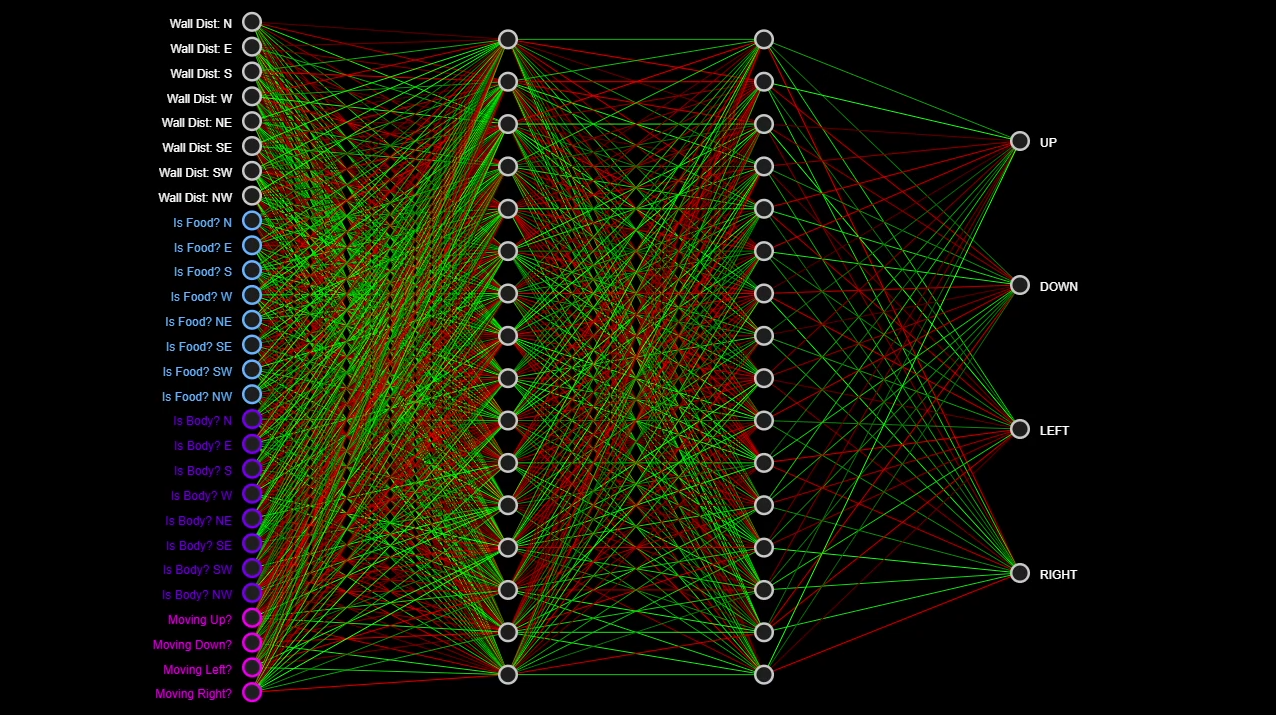 Wall Dist: N
Wall Dist: E
Wall Dist: S
Wall Dist: W
Wall Dist: NE
Wall Dist: SE
Wall Dist: SW
Wall Dist: NW
Is Food? N
Is Food? E
Is Food? S
Is Food? W
Is Food? NE
Is Food? SE
Is Food? SW
Is Food? NW
Is Body? N
Is Body? E
Is Body? S
Is Body? W
Is Body? NE
Is Body? SE
Is Body? SW
Is Body? NW
Moving Up?
Moving Down?
Moving Left?
Moving Right?
UP
DOWN
LEFT
RIGHT